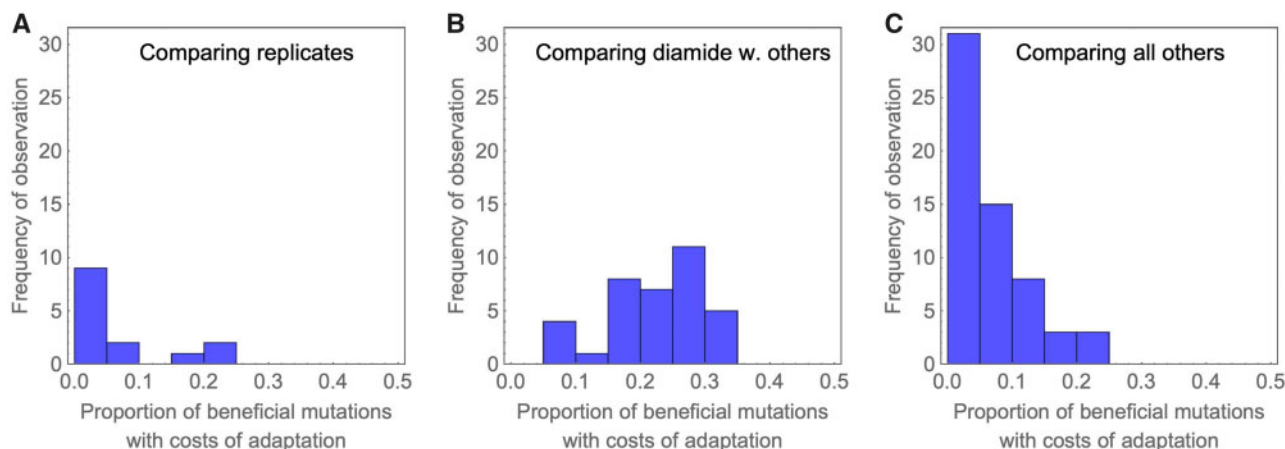 A
Comparing replicates
30
25
20
15
10
5
0
Frequency of observation
0.0 0.1 0.2 0.3 0.4 0.5
Proportion of beneficial mutations
with costs of adaptation
B
Comparing diamide w. others
30
25
20
15
10
5
0
Frequency of observation
0.0 0.1 0.2 0.3 0.4 0.5
Proportion of beneficial mutations
with costs of adaptation
C
Comparing all others
30
25
20
15
10
5
0
Frequency of observation
0.0 0.1 0.2 0.3 0.4 0.5
Proportion of beneficial mutations
with costs of adaptation